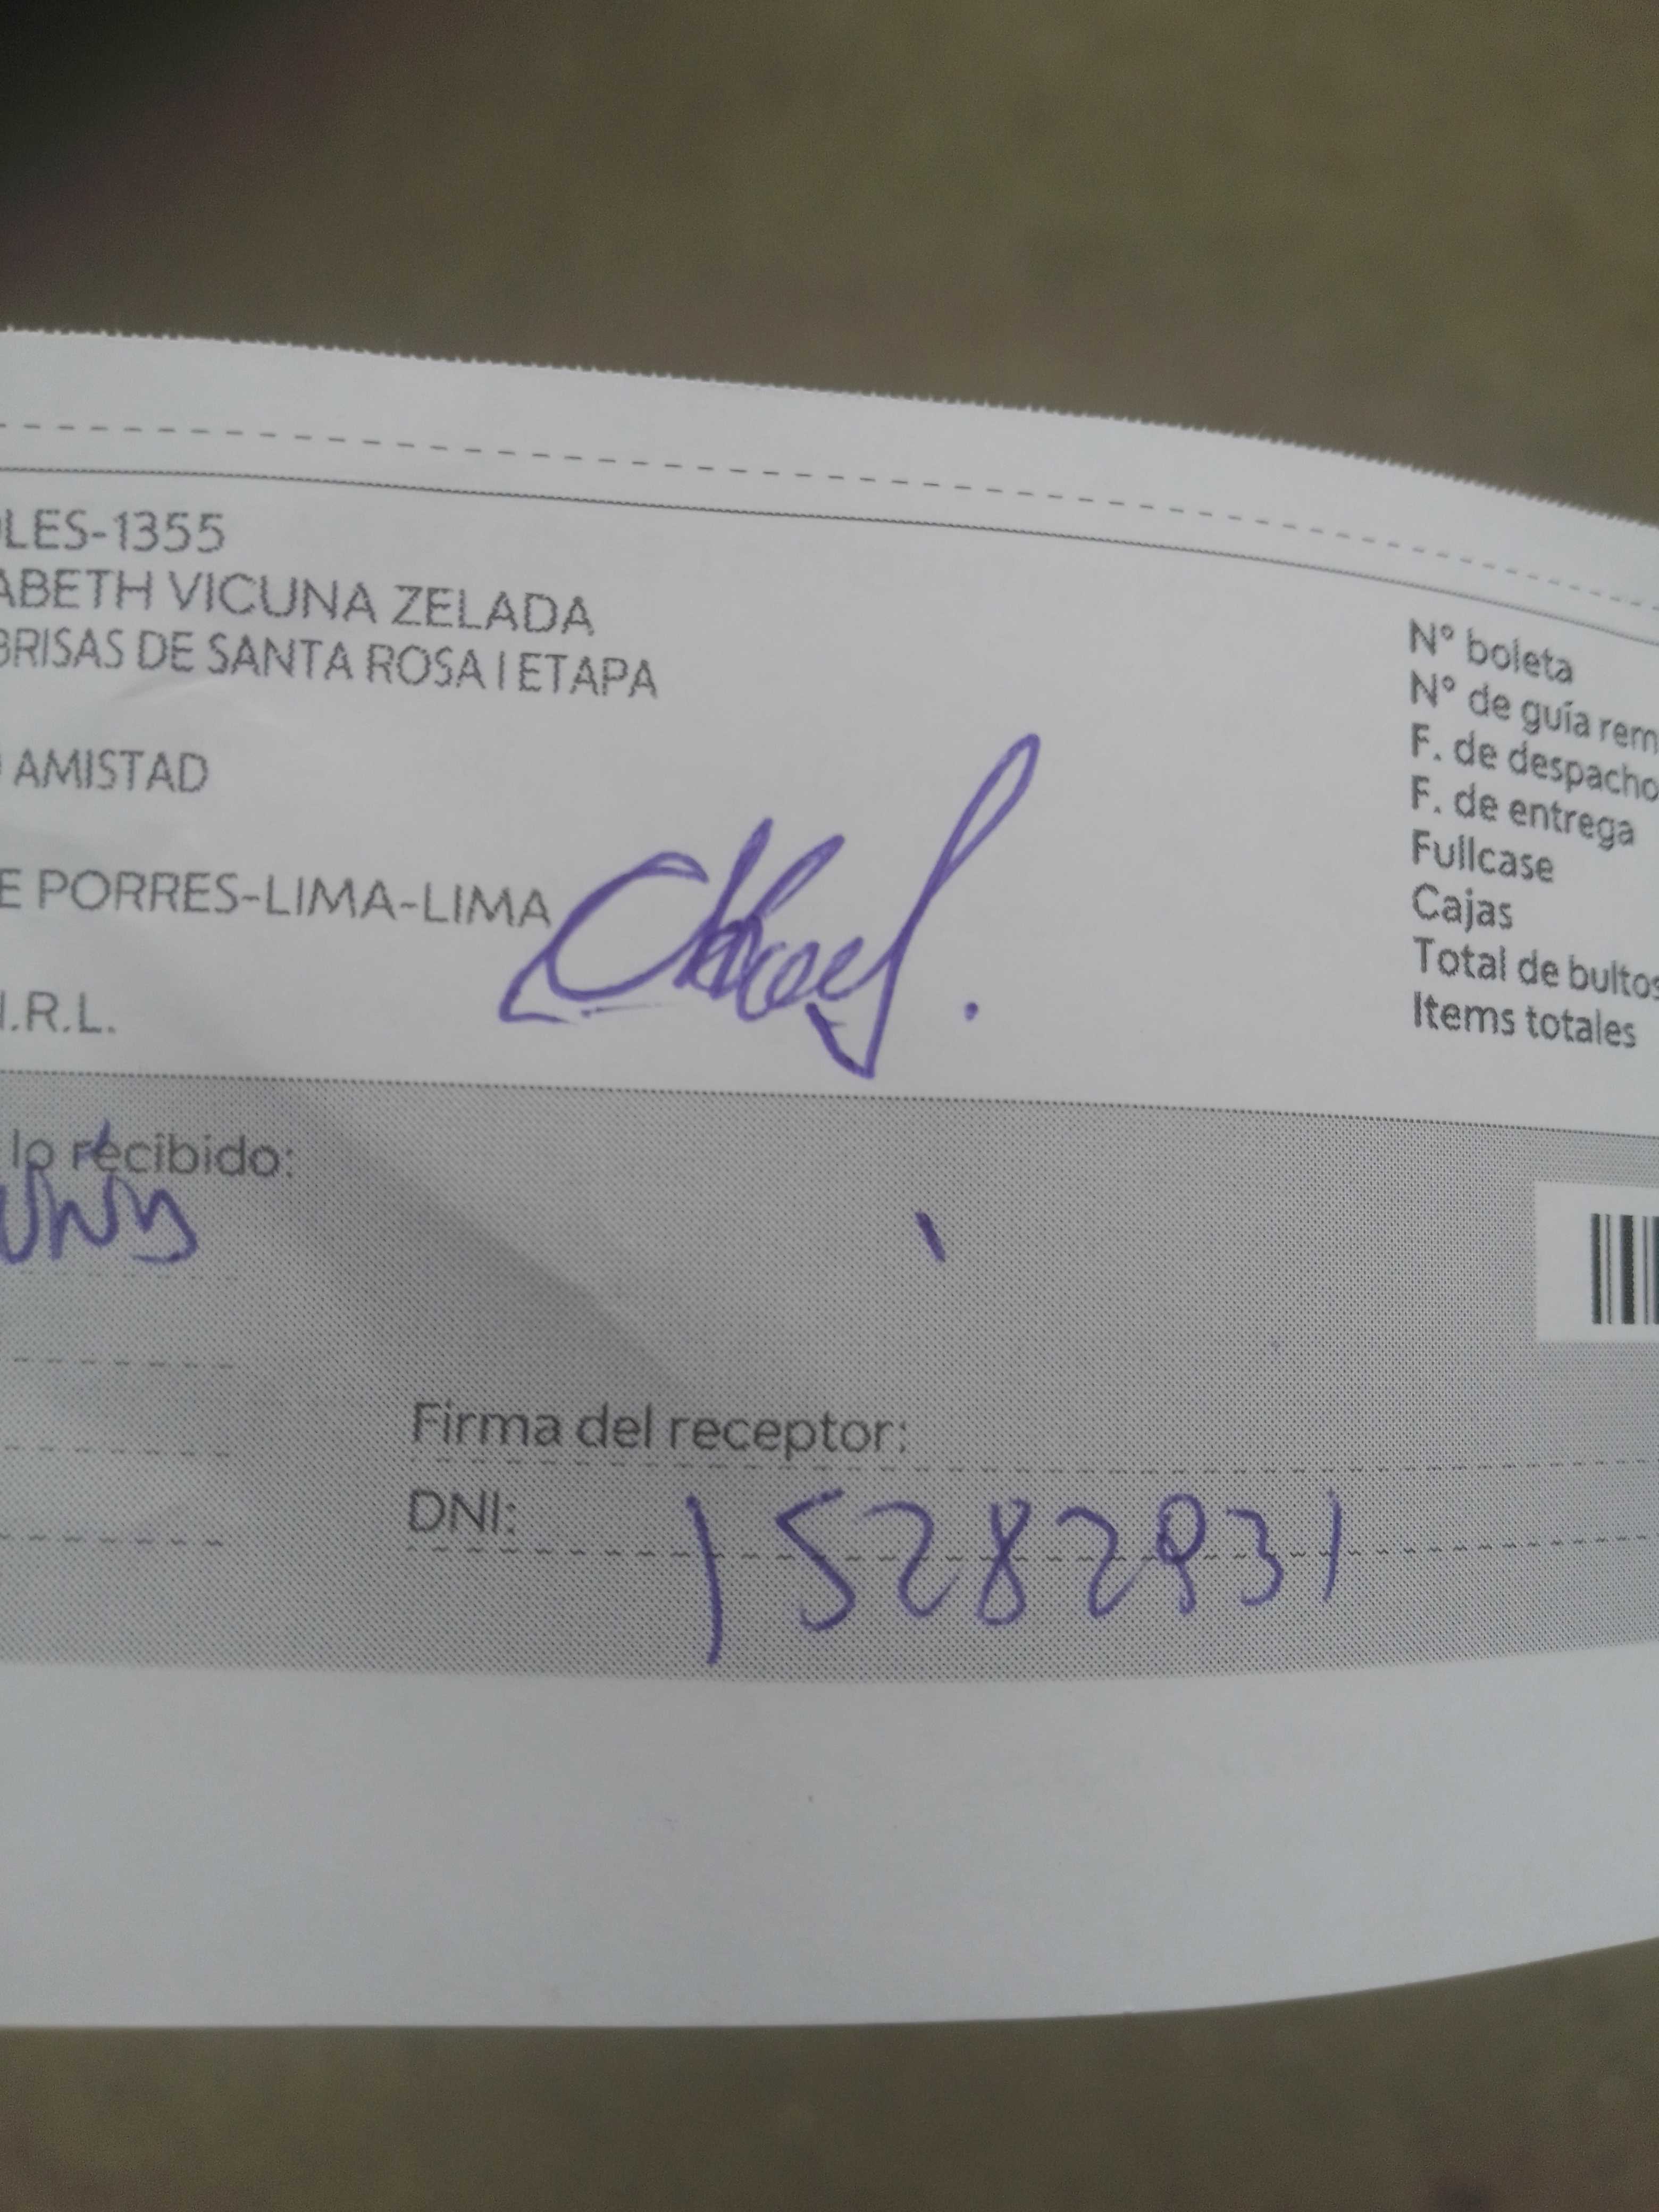 OLES-1355
ABETH VICUNA ZELADA
BRISAS DE SANTA ROSA I ETAPA
AMISTAD
E PORRES-LIMA-LIMA
I.R.L.
N° boleta
N° de guía rem
F. de despacho
F. de entrega
Fullcase
Cajas
Total de bultos
Items totales
lo recibido:
Firma del receptor:
DNI: 15282931